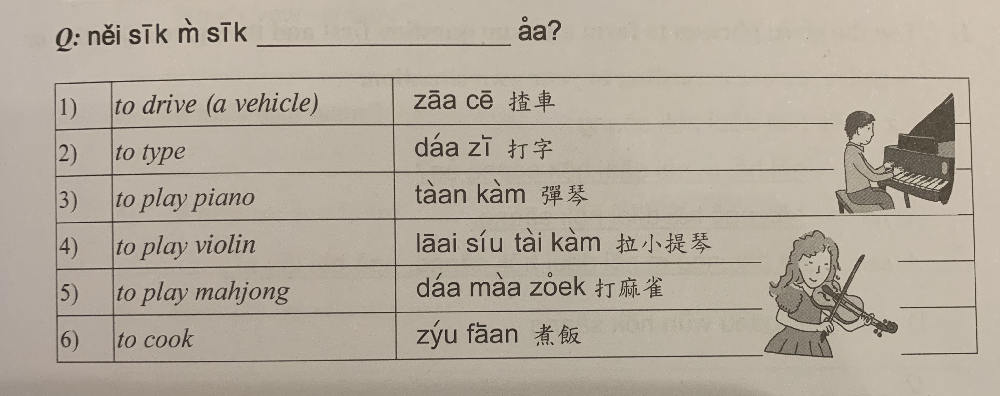 Q: něi sīk m̀ sīk ____________________ åa?
1) to drive (a vehicle) zāa cē 揸車
2) to type dáa zī̵ 打字
3) to play piano tàan kàm 彈琴
4) to play violin lāai síu tài kàm 拉小提琴
5) to play mahjong dáa màa zo̊ek 打麻雀
6) to cook zýu fāan 煮飯